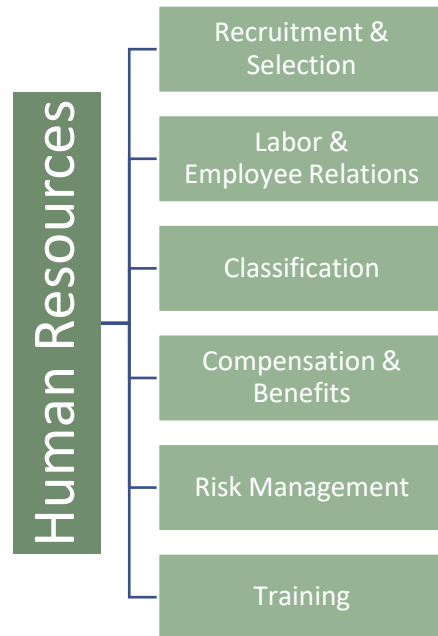 Human Resources
Recruitment &
Selection
Labor &
Employee Relations
Classification
Compensation &
Benefits
Risk Management
Training